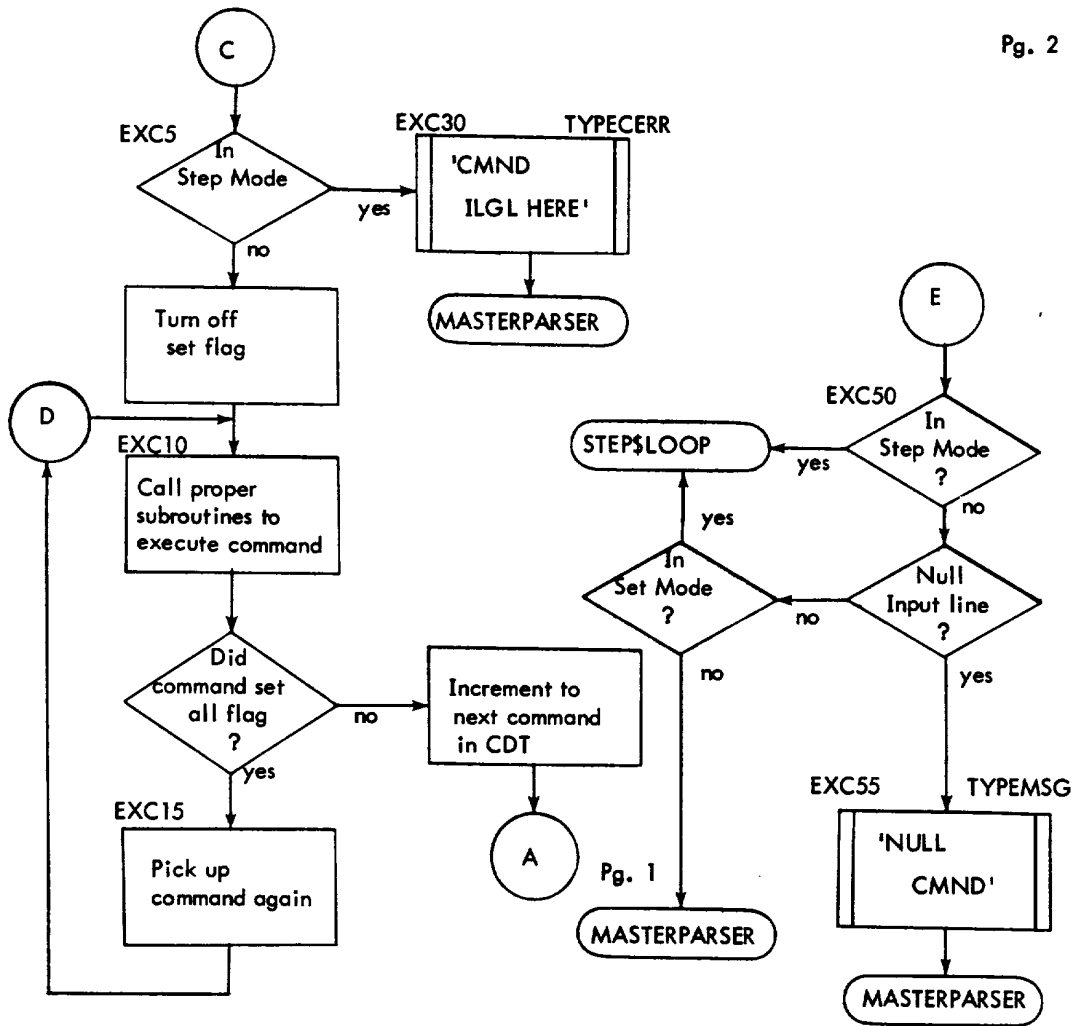 Pg. 2
C
EXC5
In
Step Mode
yes
no
EXC30
TYPECERR
'CMND
ILGL HERE'
MASTERPARSER
Turn off
set flag
D
EXC10
Call proper
subroutines to
execute command
Did
command set
all flag
?
no
yes
Increment to
next command
in CDT
A
Pg. 1
EXC15
Pick up
command again
E
EXC50
In
Step Mode
?
yes
no
STEP$LOOP
Null
Input line
?
no
yes
In
Set Mode
?
yes
no
MASTERPARSER
EXC55
TYPEMSG
'NULL
CMND'
MASTERPARSER